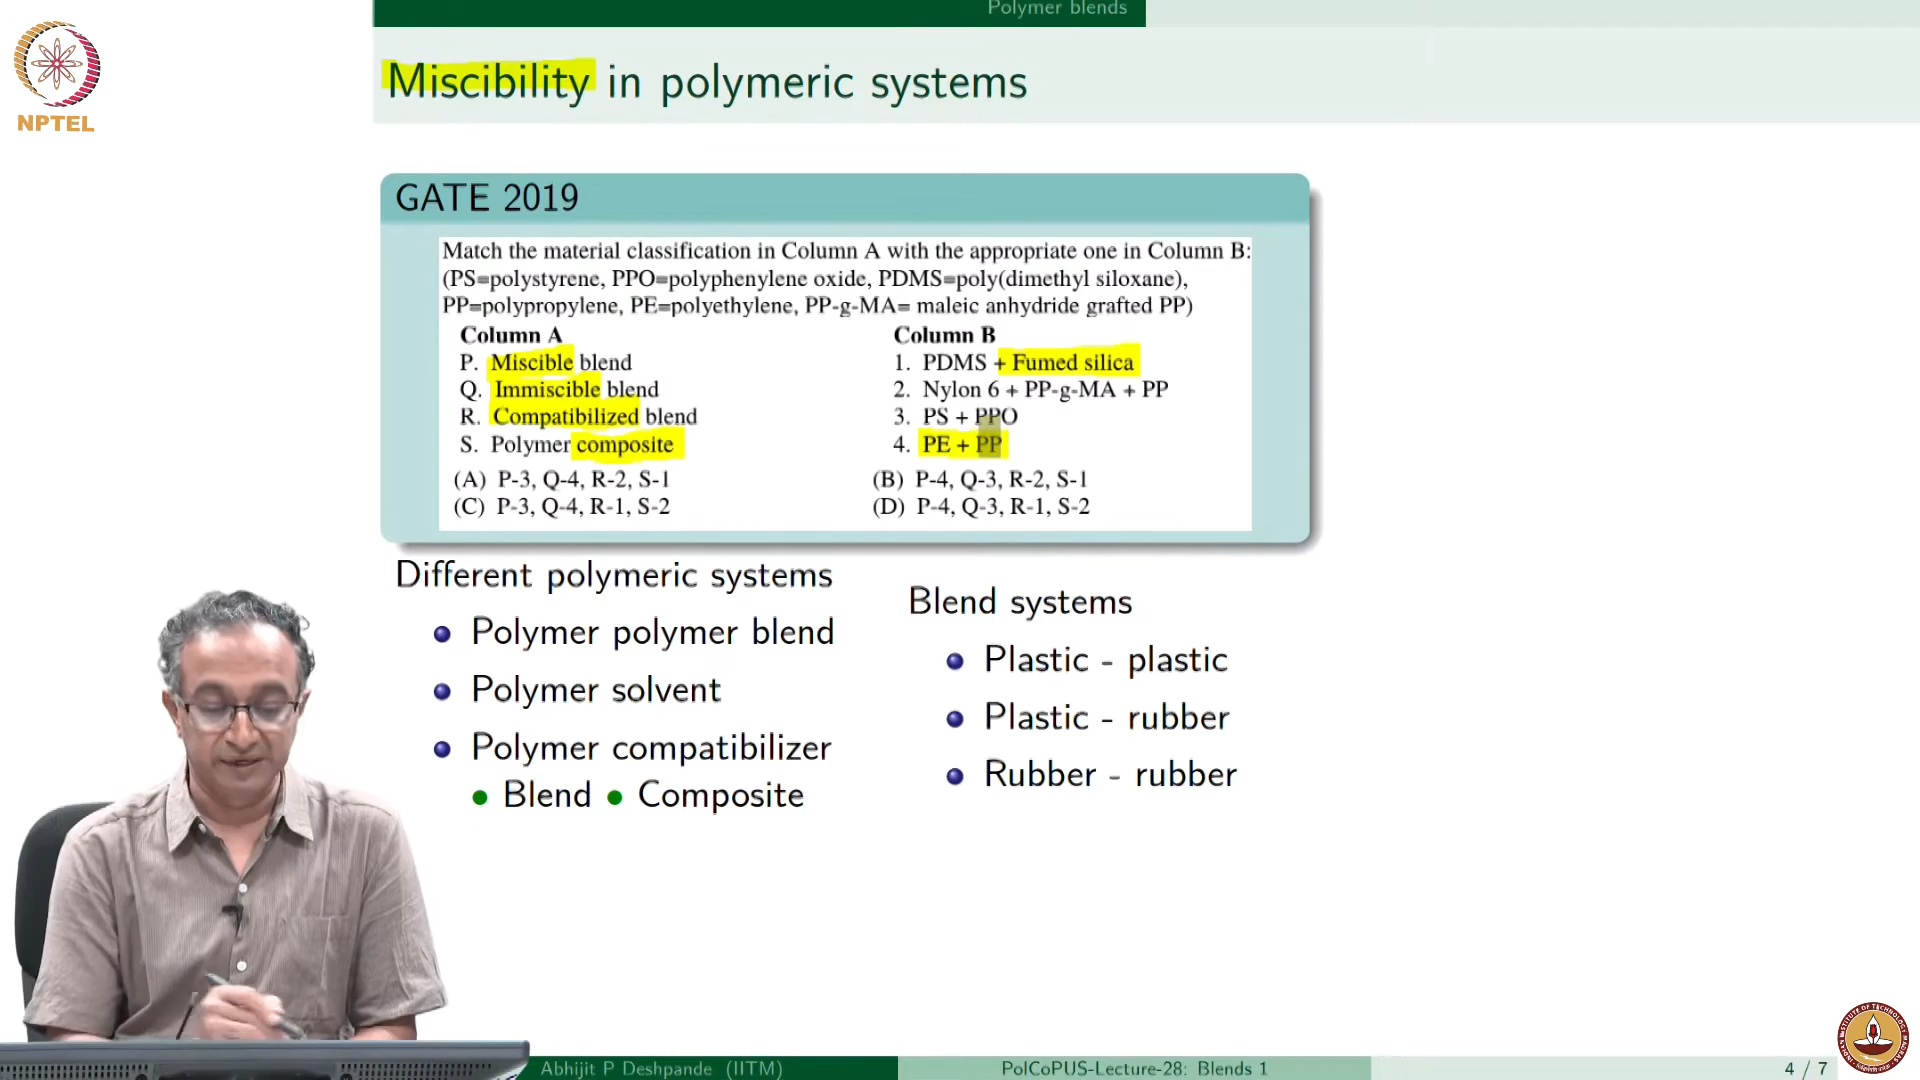 Polymer blends
NPTEL
Miscibility in polymeric systems
GATE 2019
Match the material classification in Column A with the appropriate one in Column B:
(PS=polystyrene, PPO=polyphenylene oxide, PDMS=poly(dimethyl siloxane),
PP=polypropylene, PE=polyethylene, PP-g-MA= maleic anhydride grafted PP)
Column A
P. Miscible blend
Q. Immiscible blend
R. Compatibilized blend
S. Polymer composite
Column B
1. PDMS + Fumed silica
2. Nylon 6 + PP-g-MA + PP
3. PS + PPO
4. PE + PP
(A) P-3, Q-4, R-2, S-1
(B) P-4, Q-3, R-2, S-1
(C) P-3, Q-4, R-1, S-2
(D) P-4, Q-3, R-1, S-2
Different polymeric systems
Polymer polymer blend
Polymer solvent
Polymer compatibilizer
Blend
Composite
Blend systems
Plastic - plastic
Plastic - rubber
Rubber - rubber
Abhijit P Deshpande (IITM)
PolCoPUS-Lecture-28: Blends 1
4 / 7